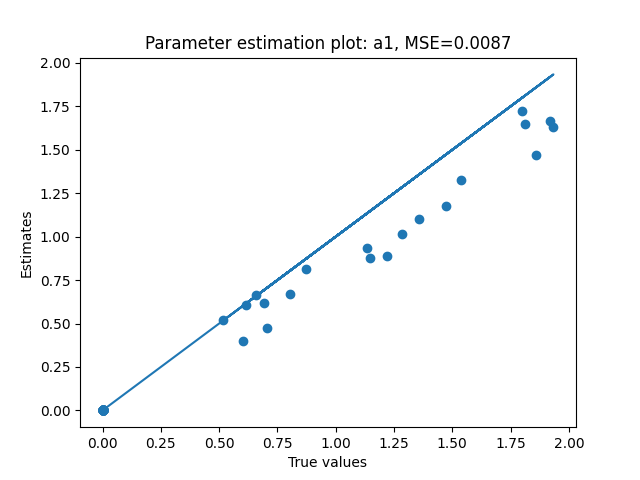 Parameter estimation plot: a1, MSE=0.0087
2.00
1.75
1.50
1.25
1.00
0.75
0.50
0.25
0.00
Estimates
0.00 0.25 0.50 0.75 1.00 1.25 1.50 1.75 2.00
True values